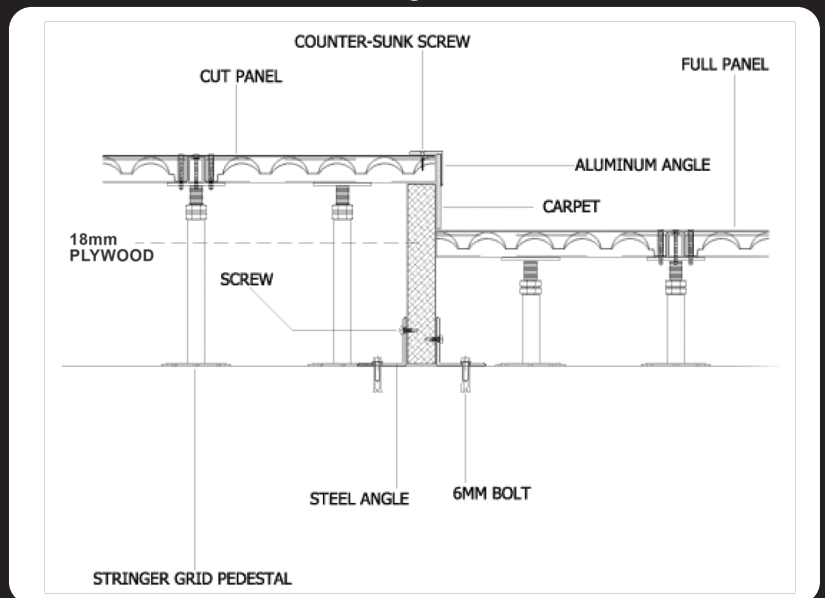 COUNTER-SUNK SCREW
CUT PANEL
FULL PANEL
ALUMINUM ANGLE
CARPET
18mm
PLYWOOD
SCREW
STEEL ANGLE
6MM BOLT
STRINGER GRID PEDESTAL